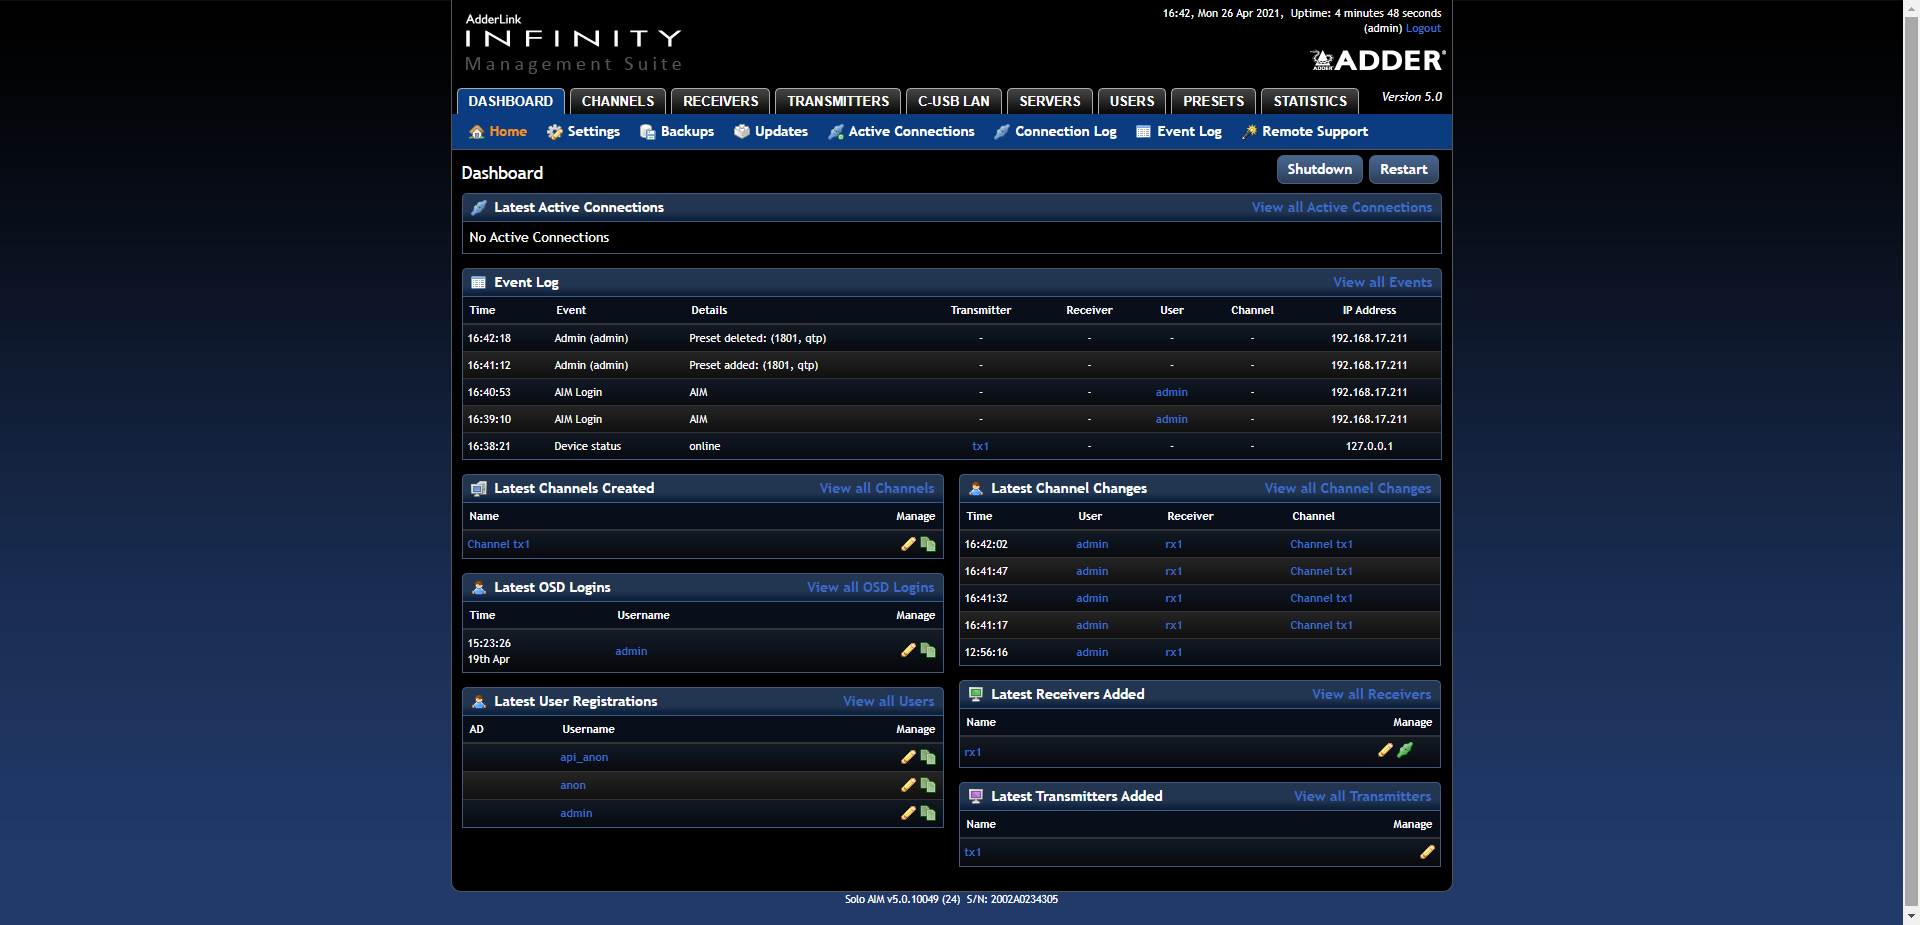 AdderLink
INFINITY
Management Suite
16:42, Mon 26 Apr 2021, Uptime: 4 minutes 48 seconds
(admin) Logout
ADDER
ADDER®
DASHBOARD CHANNELS RECEIVERS TRANSMITTERS C-USB LAN SERVERS USERS PRESETS STATISTICS Version 5.0
Home Settings Backups Updates Active Connections Connection Log Event Log Remote Support
Dashboard Shutdown Restart
Latest Active Connections View all Active Connections
No Active Connections
Event Log View all Events
Time Event Details Transmitter Receiver User Channel IP Address
16:42:18 Admin (admin) Preset deleted: (1801, qtp) - - - - 192.168.17.211
16:41:12 Admin (admin) Preset added: (1801, qtp) - - - - 192.168.17.211
16:40:53 AIM Login AIM - - admin - 192.168.17.211
16:39:10 AIM Login AIM - - admin - 192.168.17.211
16:38:21 Device status online tx1 - - - 127.0.0.1
Latest Channels Created View all Channels
Name Manage
Channel tx1
Latest OSD Logins View all OSD Logins
Time Username Manage
15:23:26
19th Apr admin
Latest User Registrations View all Users
AD Username Manage
api_anon
anon
admin
Latest Channel Changes View all Channel Changes
Time User Receiver Channel
16:42:02 admin rx1 Channel tx1
16:41:47 admin rx1 Channel tx1
16:41:32 admin rx1 Channel tx1
16:41:17 admin rx1 Channel tx1
12:56:16 admin rx1
Latest Receivers Added View all Receivers
Name Manage
rx1
Latest Transmitters Added View all Transmitters
Name Manage
tx1
Solo AIM v5.0.10049 (24) S/N: 2002A0234305